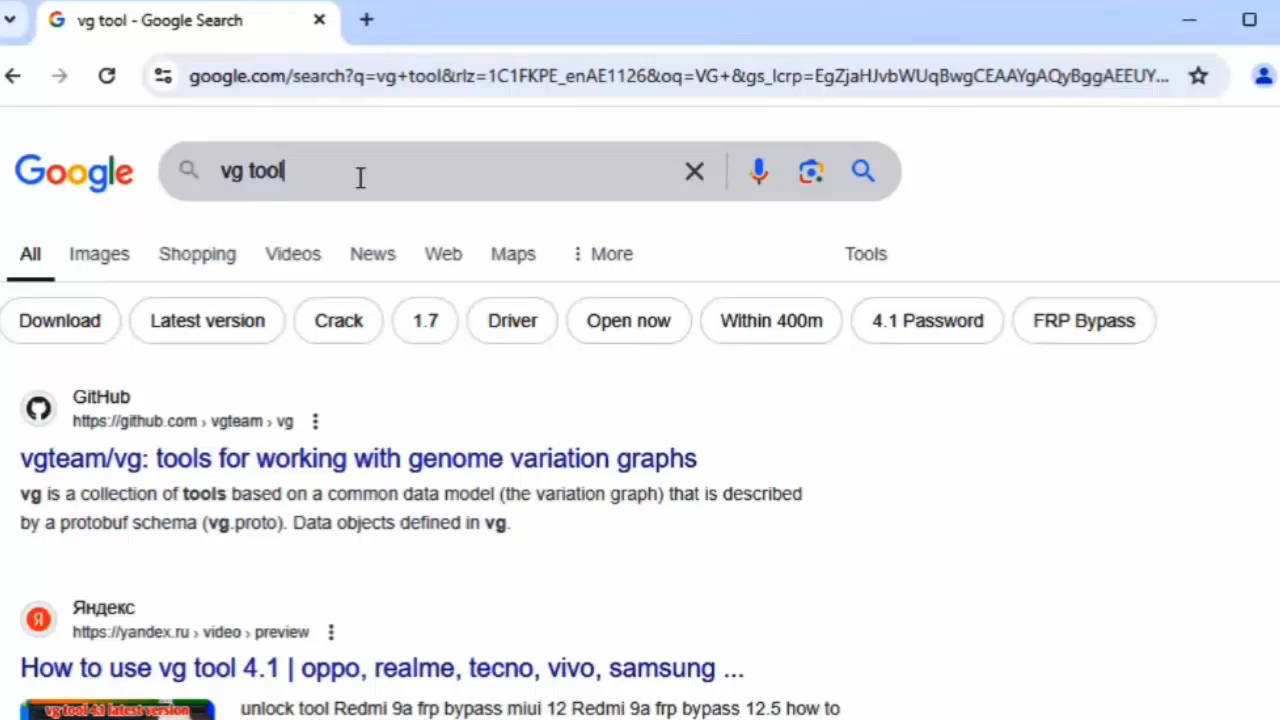 vg tool - Google Search
google.com/search?q=vg+tool&rlz=1C1FKPE_enAE1126&oq=VG+&gs_lcrp=EgZjaHJvbWUqBwgCEAAYgAQyBggAEEUY...
Google
vg tool
All Images Shopping Videos News Web Maps More Tools
Download Latest version Crack 1.7 Driver Open now Within 400m 4.1 Password FRP Bypass
GitHub
https://github.com › vgteam › vg
vgteam/vg: tools for working with genome variation graphs
vg is a collection of tools based on a common data model (the variation graph) that is described
by a protobuf schema (vg.proto). Data objects defined in vg.
Яндекс
https://yandex.ru › video › preview
How to use vg tool 4.1 | oppo, realme, tecno, vivo, samsung ...
vg tool 4.1 latest version
unlock tool Redmi 9a frp bypass miui 12 Redmi 9a frp bypass 12.5 how to